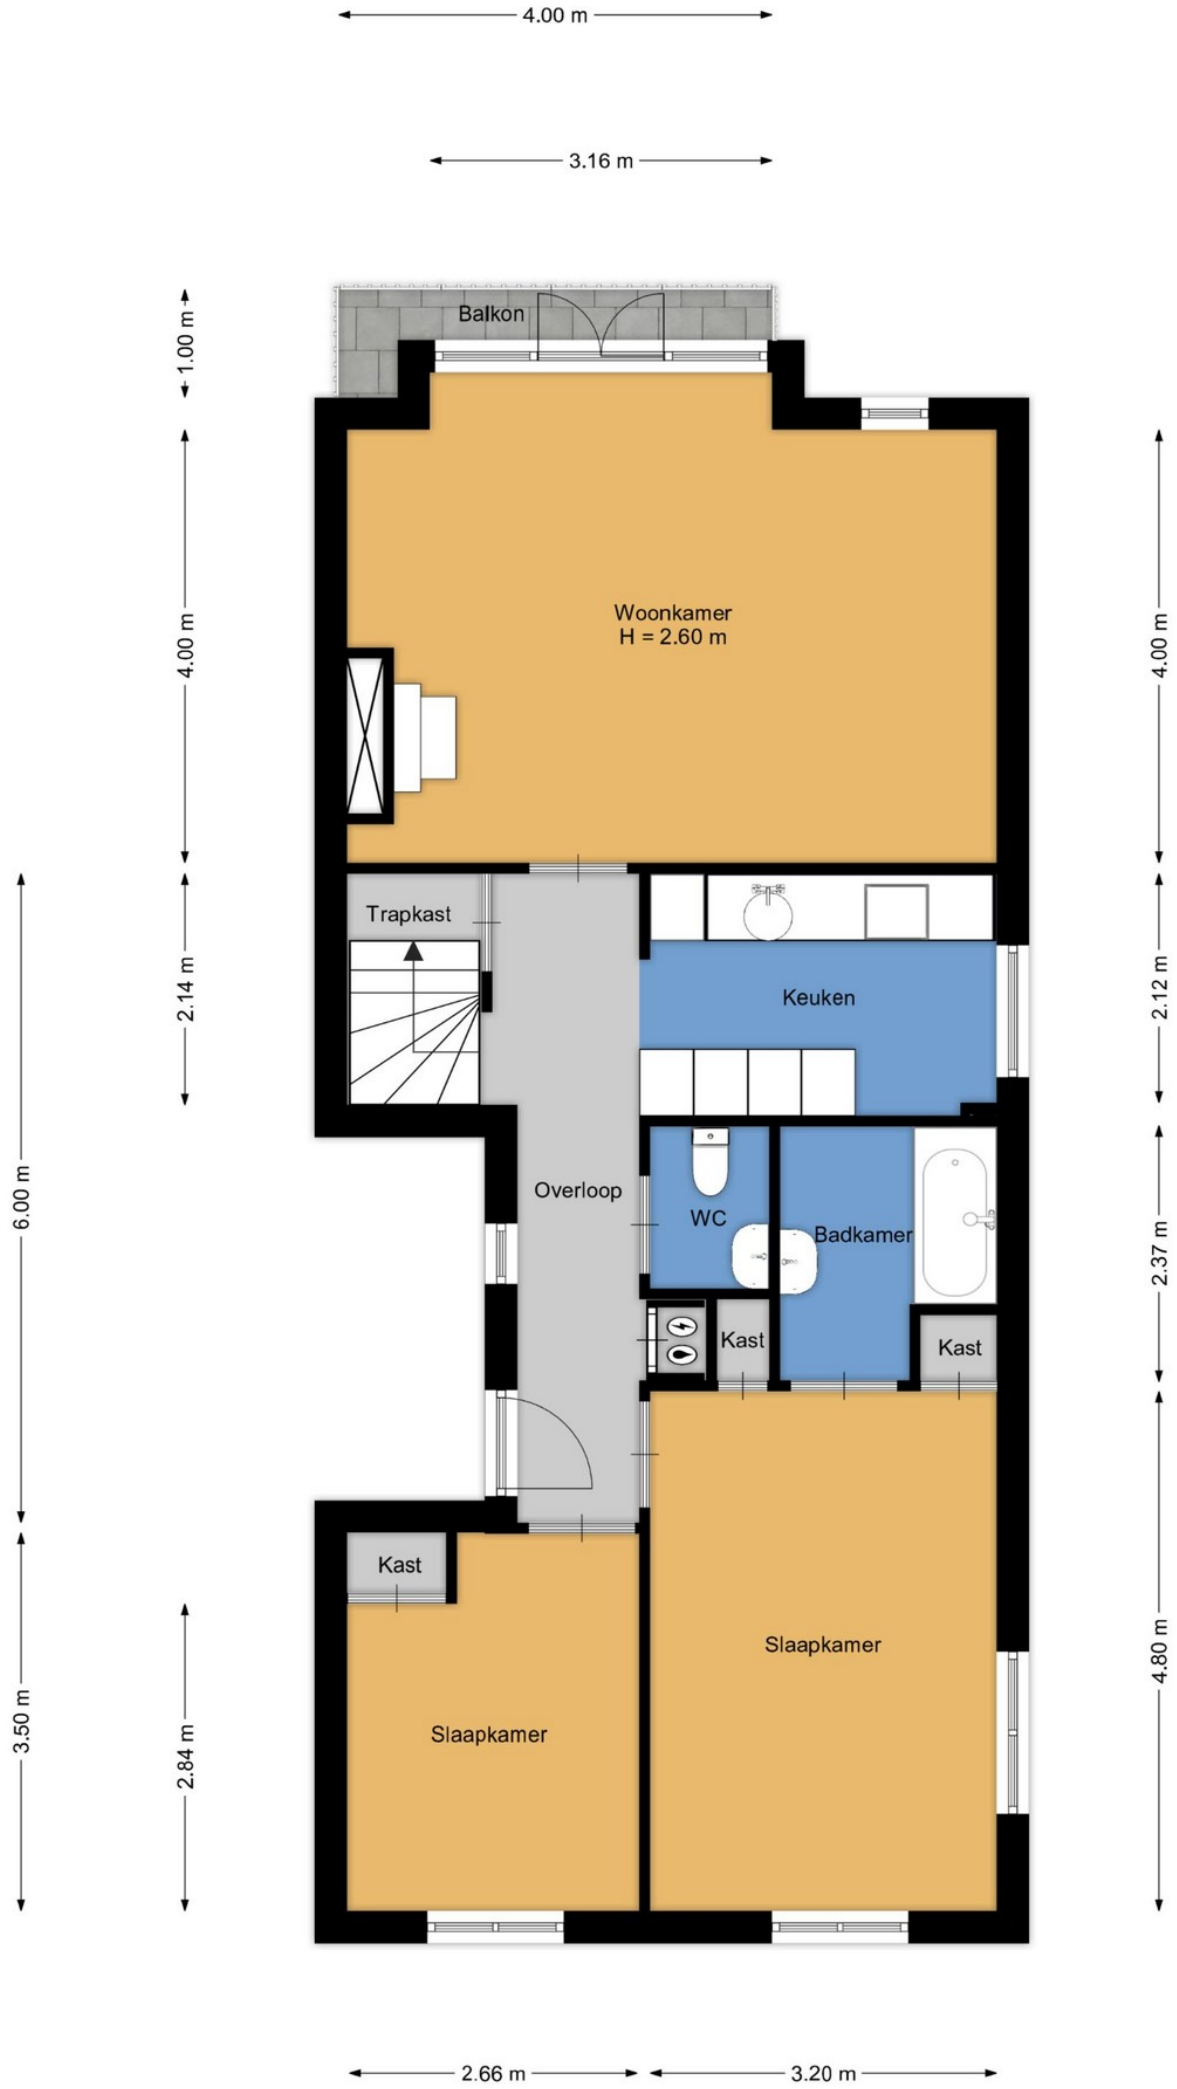 4.00 m
3.16 m
Balkon
1.00 m
Woonkamer
H = 2.60 m
4.00 m
4.00 m
Trapkast
Keuken
2.14 m
2.12 m
Overloop
WC
Badkamer
6.00 m
2.37 m
Kast
Kast
Kast
Slaapkamer
4.80 m
Slaapkamer
3.50 m
2.84 m
2.66 m
3.20 m